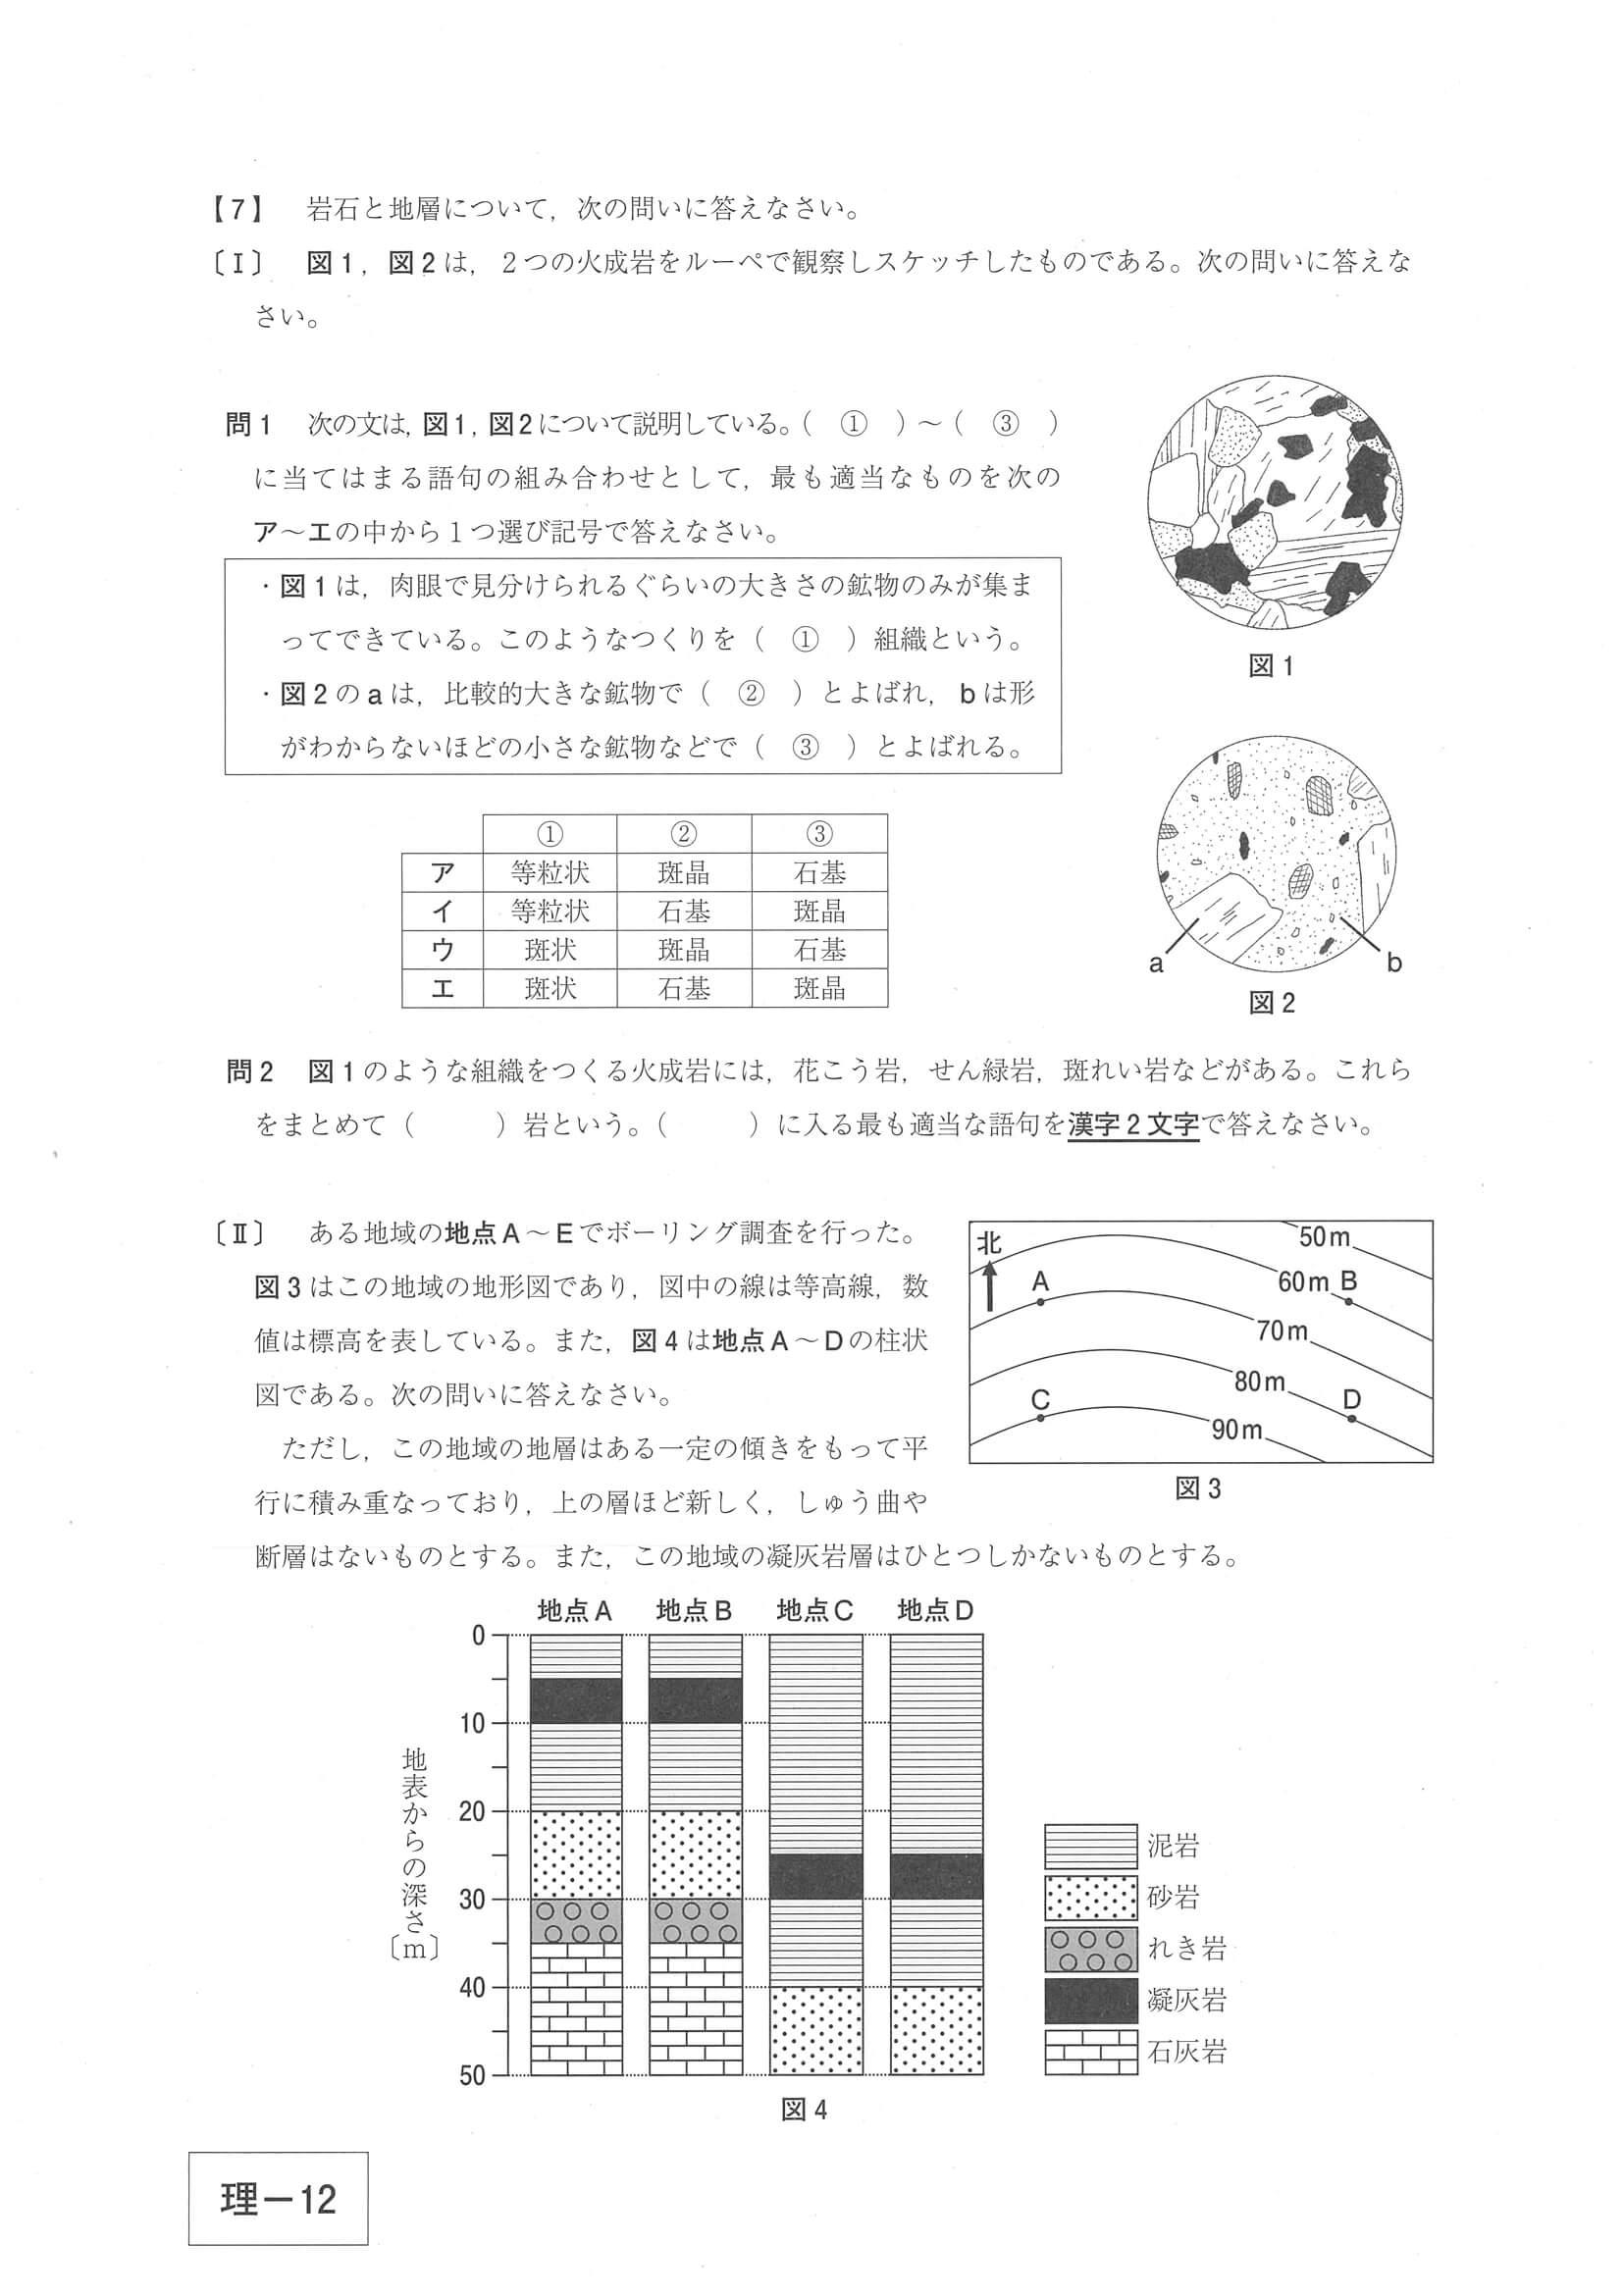 【7】 岩石と地層について，次の問いに答えなさい。
〔Ⅰ〕 図1，図2は，2つの火成岩をルーペで観察しスケッチしたものである。次の問いに答えな
さい。
問1 次の文は，図1，図2について説明している。（ ① ）～（ ③ ）
に当てはまる語句の組み合わせとして，最も適当なものを次の
ア～エの中から1つ選び記号で答えなさい。
・図1は，肉眼で見分けられるぐらいの大きさの鉱物のみが集ま
ってできている。このようなつくりを（ ① ）組織という。
・図2のaは，比較的大きな鉱物で（ ② ）とよばれ，bは形
がわからないほどの小さな鉱物などで（ ③ ）とよばれる。
図1
① ② ③
ア 等粒状 斑晶 石基
イ 等粒状 石基 斑晶
ウ 斑状 斑晶 石基
エ 斑状 石基 斑晶
a
b
図2
問2 図1のような組織をつくる火成岩には，花こう岩，せん緑岩，斑れい岩などがある。これら
をまとめて（ ）岩という。（ ）に入る最も適当な語句を漢字2文字で答えなさい。
〔Ⅱ〕 ある地域の地点A～Eでボーリング調査を行った。
図3はこの地域の地形図であり，図中の線は等高線，数
値は標高を表している。また，図4は地点A～Dの柱状
図である。次の問いに答えなさい。
ただし，この地域の地層はある一定の傾きをもって平
行に積み重なっており，上の層ほど新しく，しゅう曲や
断層はないものとする。また，この地域の凝灰岩層はひとつしかないものとする。
北
50m
A
60m B
70m
80m
C
D
90m
図3
地点A 地点B 地点C 地点D
0
10
20
30
40
50
地表からの深さ〔m〕
泥岩
砂岩
れき岩
凝灰岩
石灰岩
図4
理－12